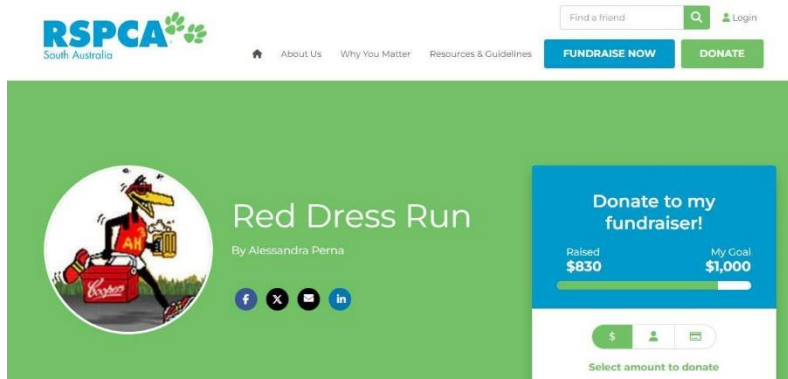 RSPCA
South Australia
Find a friend
Login
About Us
Why You Matter
Resources & Guidelines
FUNDRAISE NOW
DONATE
AH
Coopers
Red Dress Run
By Alessandra Perna
Donate to my
fundraiser!
Raised
My Goal
$830
$1,000
$
Select amount to donate